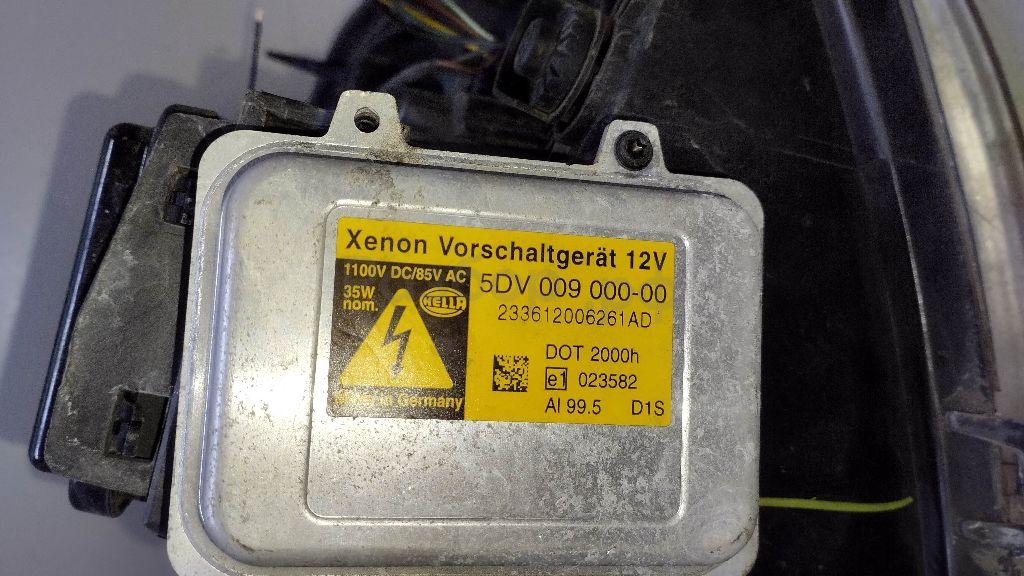 Xenon Vorschaltgerät 12V
1100V DC/85V AC
35W
nom.
HELLA
5DV 009 000-00
233612006261AD
DOT 2000h
e1 023582
Al 99.5 D1S
Made in Germany